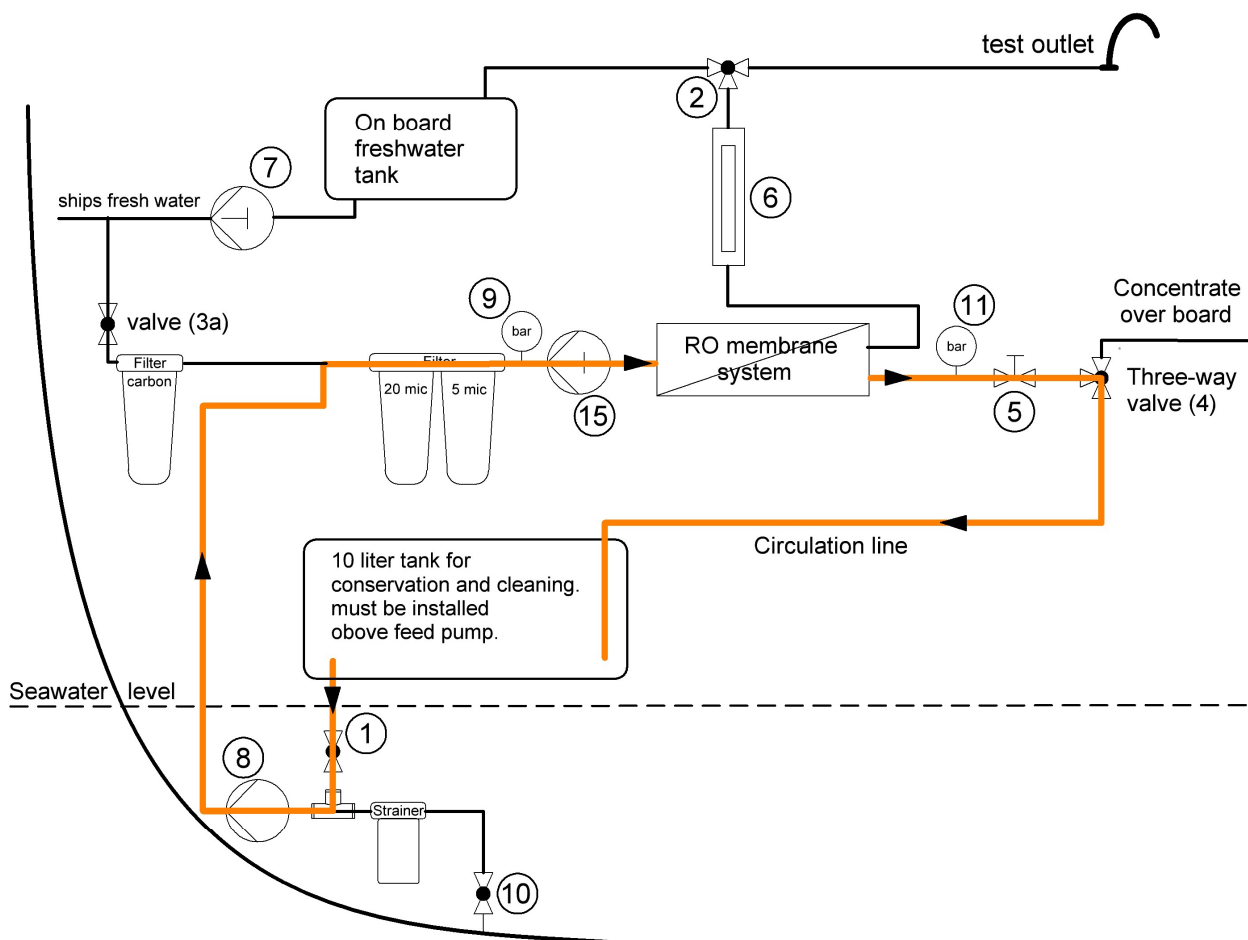 test outlet
2
On board
freshwater
tank
7
ships fresh water
6
valve (3a)
9
bar
11
bar
Concentrate
over board
Filter
carbon
Filter
20 mic
5 mic
15
RO membrane
system
5
Three-way
valve (4)
Circulation line
10 liter tank for
conservation and cleaning.
must be installed
obove feed pump.
Seawater level
1
8
Strainer
10